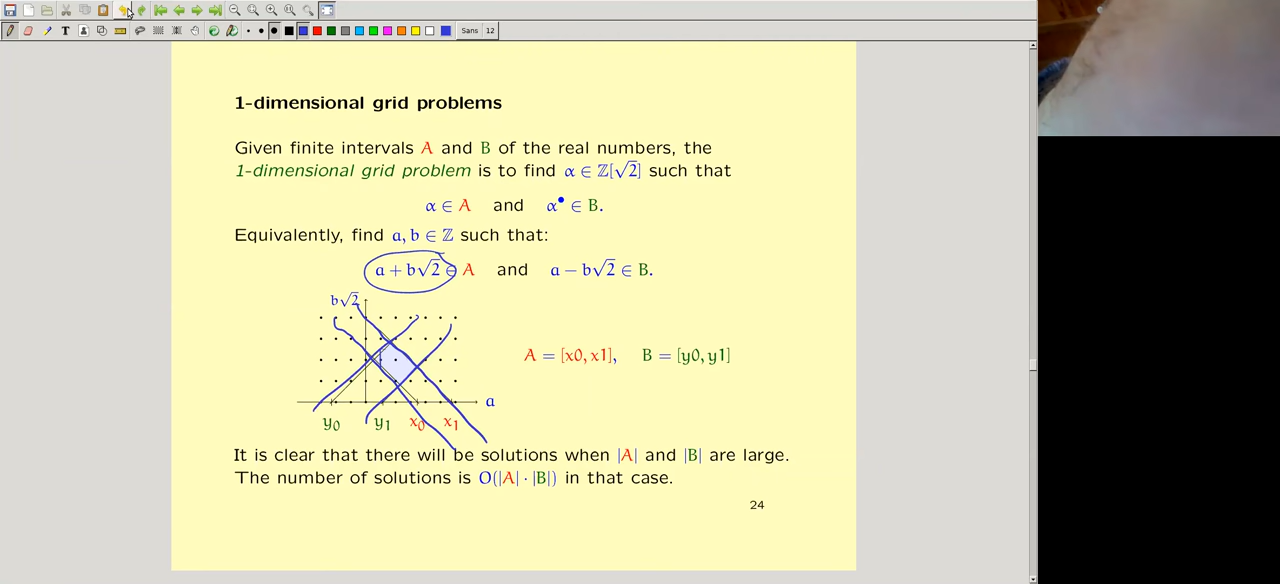 T Sans 12
1-dimensional grid problems
Given finite intervals A and B of the real numbers, the
1-dimensional grid problem is to find α ∈ ℤ[√2] such that
α ∈ A and α• ∈ B.
Equivalently, find a, b ∈ ℤ such that:
a + b√2 ∈ A and a − b√2 ∈ B.
b√2
A = [x0, x1], B = [y0, y1]
a
y₀ y₁ x₀ x₁
It is clear that there will be solutions when |A| and |B| are large.
The number of solutions is O(|A| · |B|) in that case.
24